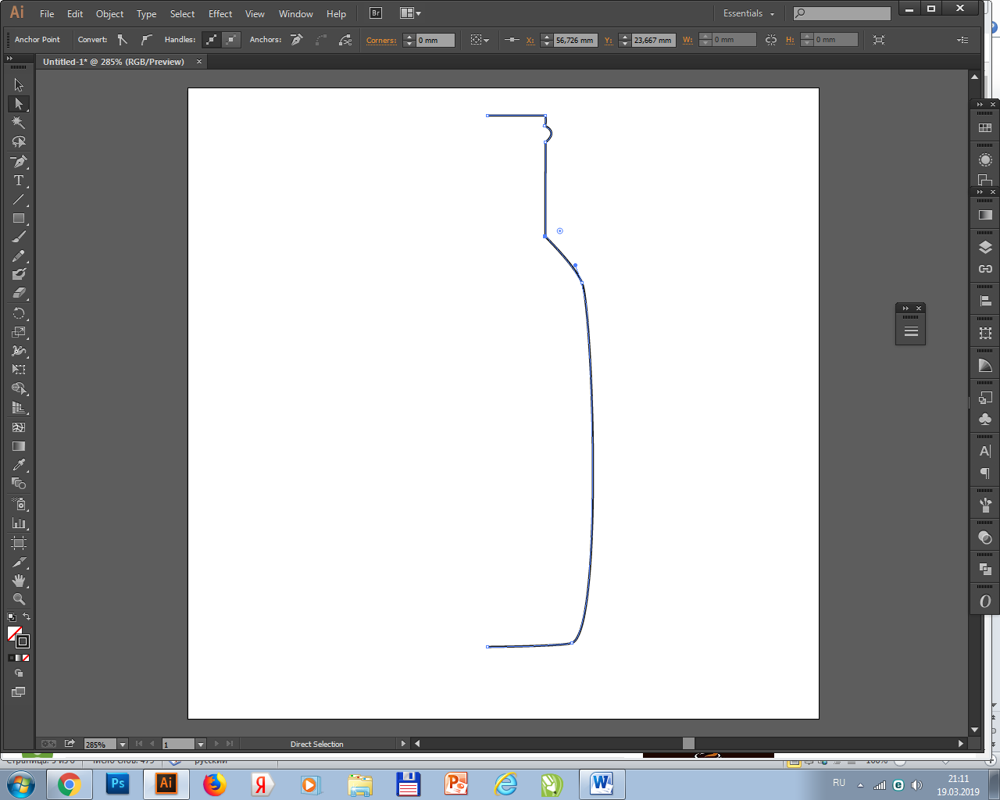 Ai File Edit Object Type Select Effect View Window Help Br Essentials
Anchor Point Convert: Handles: Anchors: Corners: 0 mm X: 56,726 mm Y: 23,667 mm W: 0 mm H: 0 mm
Untitled-1* @ 285% (RGB/Preview) ×
T
A
O
285% 1 Direct Selection
русский 100%
Ps Ai Я P W RU 21:11
19.03.2019